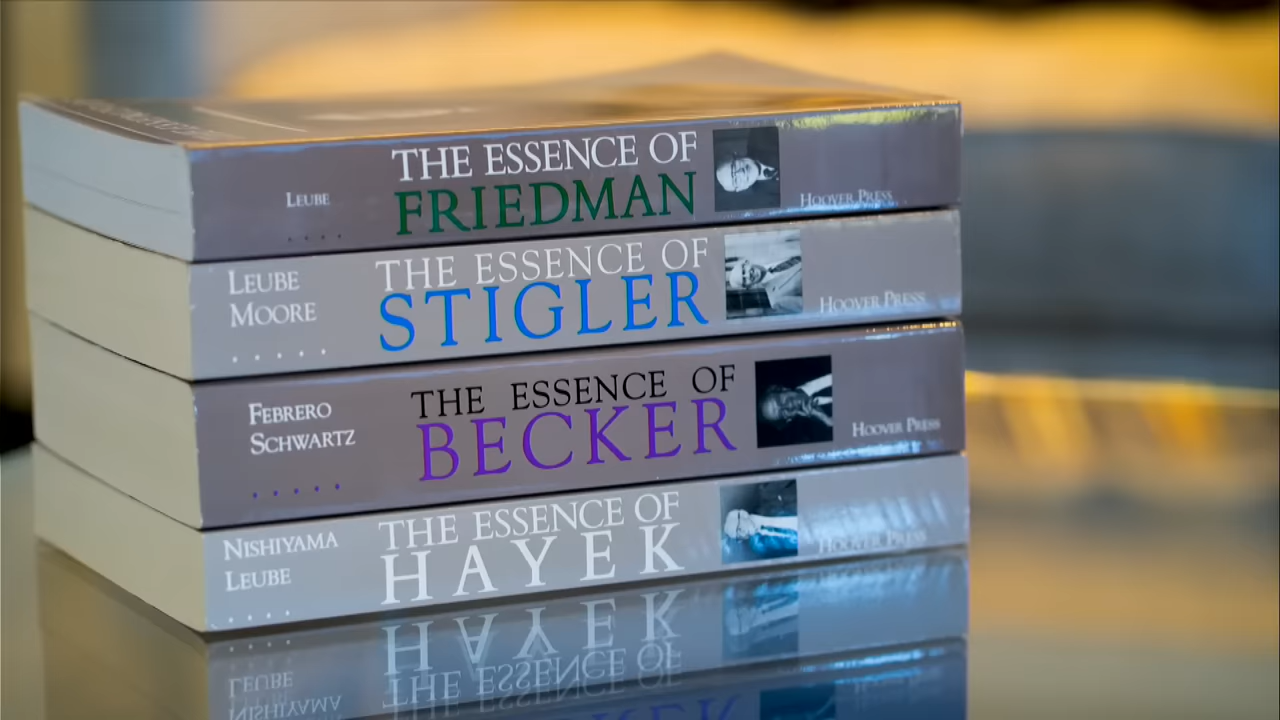 LEUBE
THE ESSENCE OF
FRIEDMAN
HOOVER PRESS
LEUBE
MOORE
THE ESSENCE OF
STIGLER
HOOVER PRESS
FEBRERO
SCHWARTZ
THE ESSENCE OF
BECKER
HOOVER PRESS
NISHIYAMA
LEUBE
THE ESSENCE OF
HAYEK
HOOVER PRESS